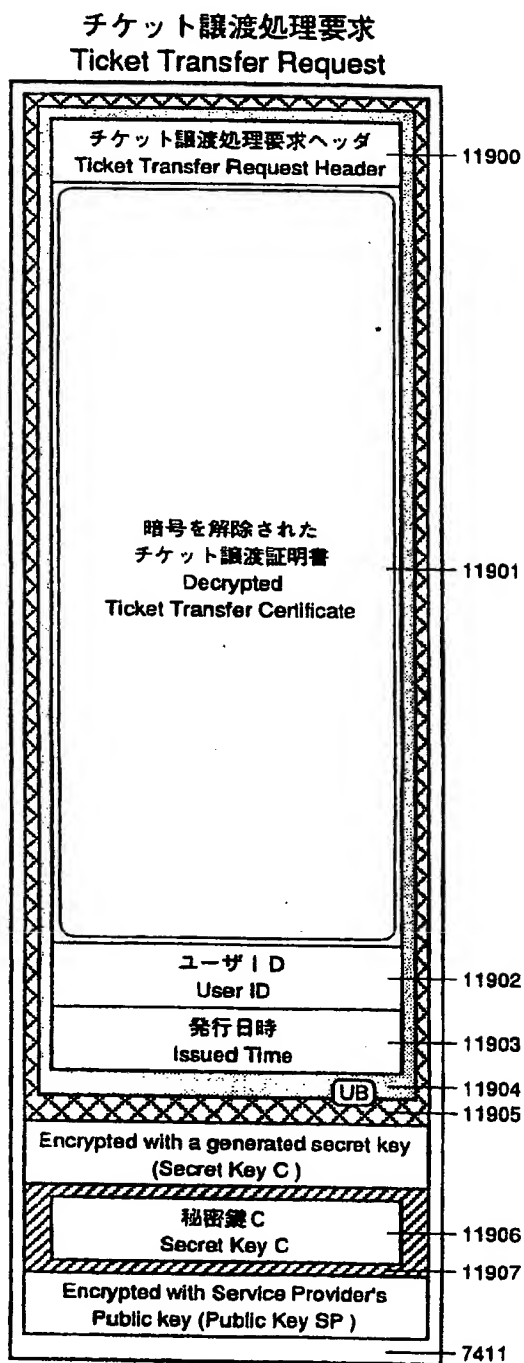 チケット譲渡処理要求
Ticket Transfer Request
チケット譲渡処理要求ヘッダ
Ticket Transfer Request Header
11900
暗号を解除された
チケット譲渡証明書
Decrypted
Ticket Transfer Certificate
11901
ユーザID
User ID
11902
発行日時
Issued Time
11903
11904
UB
11905
Encrypted with a generated secret key
(Secret Key C )
秘密鍵C
Secret Key C
11906
11907
Encrypted with Service Provider's
Public key (Public Key SP )
7411